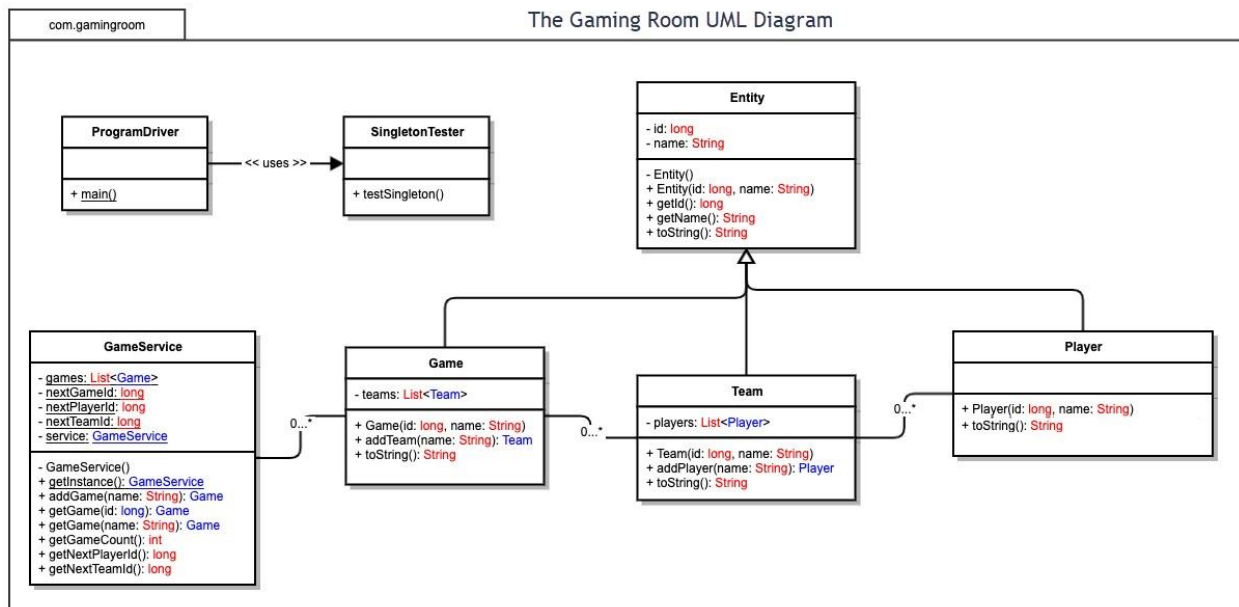 com.gamingroom
The Gaming Room UML Diagram
ProgramDriver
+ main()
<< uses >>
SingletonTester
+ testSingleton()
Entity
- id: long
- name: String
- Entity()
+ Entity(id: long, name: String)
+ getId(): long
+ getName(): String
+ toString(): String
GameService
- games: List<Game>
- nextGameId: long
- nextPlayerId: long
- nextTeamId: long
- service: GameService
- GameService()
+ getInstance(): GameService
+ addGame(name: String): Game
+ getGame(id: long): Game
+ getGame(name: String): Game
+ getGameCount: int
+ getNextPlayerId(): long
+ getNextTeamId(): long
0...*
Game
- teams: List<Team>
+ Game(id: long, name: String)
+ addTeam(name: String): Team
+ toString(): String
0...*
Team
- players: List<Player>
+ Team(id: long, name: String)
+ addPlayer(name: String): Player
+ toString(): String
0...*
Player
+ Player(id: long, name: String)
+ toString(): String